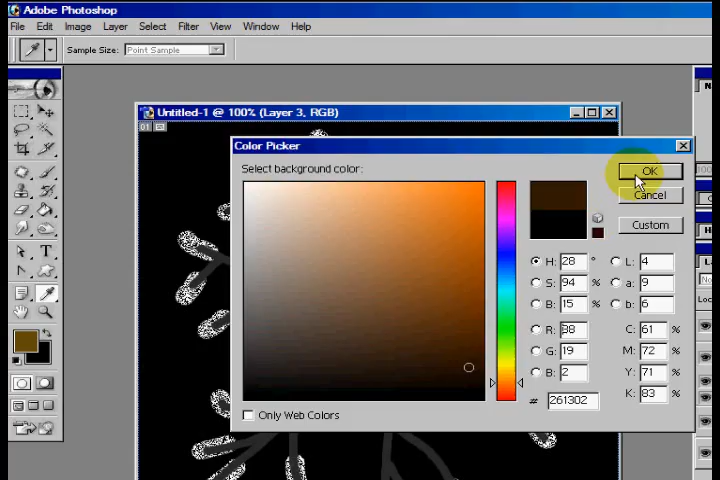 Adobe Photoshop
File Edit Image Layer Select Filter View Window Help
Sample Size: Point Sample
Untitled-1 @ 100% (Layer 3, RGB)
01
Color Picker
Select background color:
OK
Cancel
Custom
H: 28 ° L: 4
S: 94 % a: 9
B: 15 % b: 6
R: 38 C: 61 %
G: 19 M: 72 %
B: 2 Y: 71 %
# 261302 K: 83 %
Only Web Colors
T